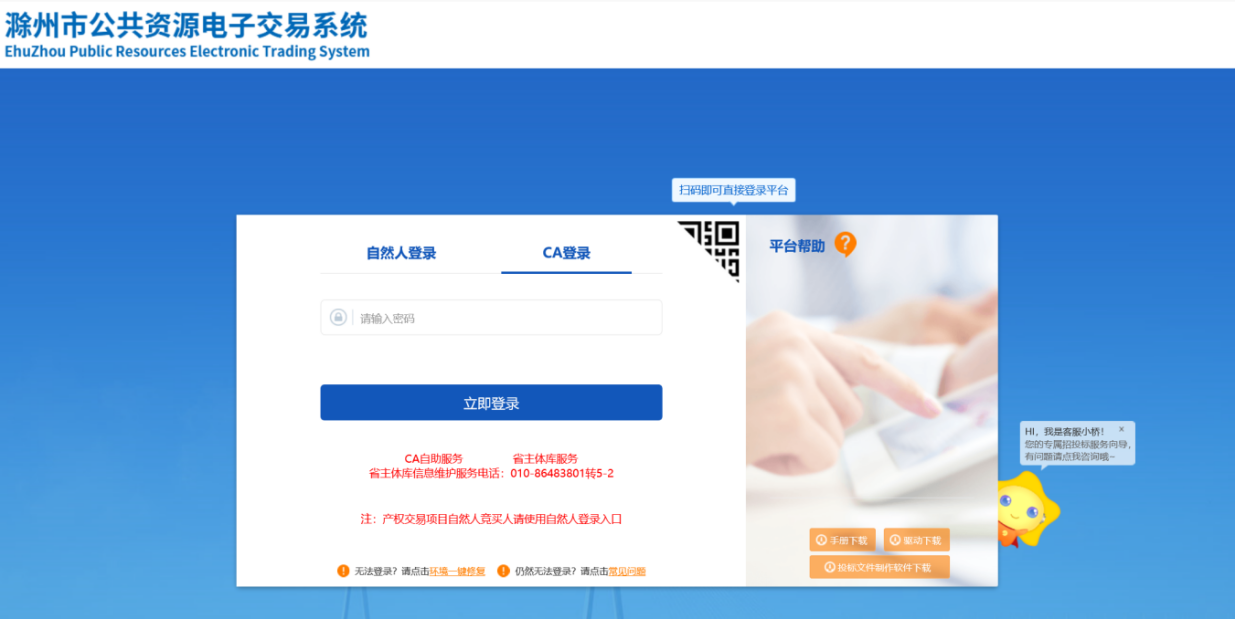 滁州市公共资源电子交易系统
EhuZhou Public Resources Electronic Trading System
扫码即可直接登录平台
自然人登录
CA登录
平台帮助
请输入密码
立即登录
CA自助服务 省主体库服务
省主体库信息维护服务电话：010-86483801转5-2
注：产权交易项目自然人竞买人请使用自然人登录入口
HI，我是客服小桥！ ×
您的专属招投标服务向导，
有问题请点我咨询哦~
手册下载
驱动下载
投标文件制作软件下载
无法登录？请点击环境一键修复
仍然无法登录？请点击常见问题